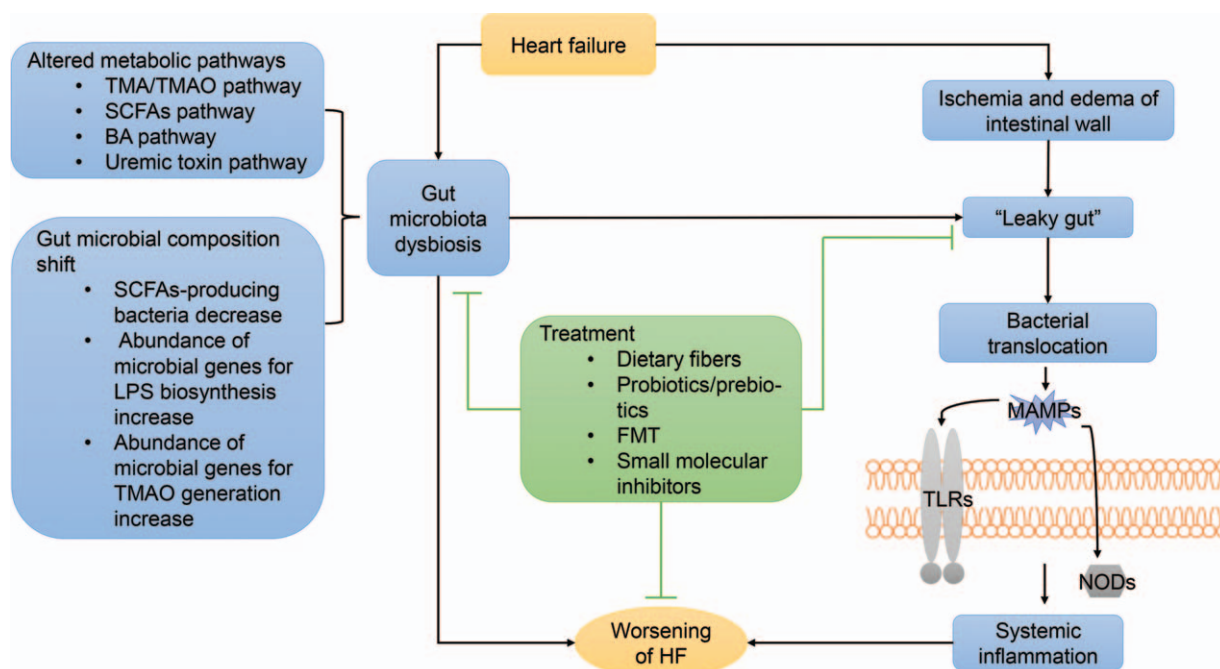 Heart failure
Altered metabolic pathways
• TMA/TMAO pathway
• SCFAs pathway
• BA pathway
• Uremic toxin pathway
Ischemia and edema of
intestinal wall
Gut
microbiota
dysbiosis
"Leaky gut"
Gut microbial composition
shift
• SCFAs-producing
bacteria decrease
• Abundance of
microbial genes for
LPS biosynthesis
increase
• Abundance of
microbial genes for
TMAO generation
increase
Treatment
• Dietary fibers
• Probiotics/prebio-
tics
• FMT
• Small molecular
inhibitors
Bacterial
translocation
MAMPs
TLRs
NODs
Worsening
of HF
Systemic
inflammation